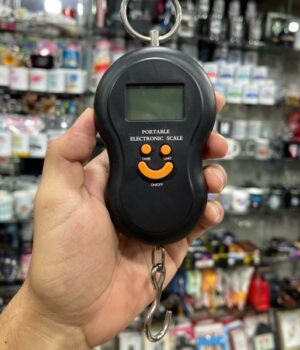 PORTABLE
ELECTRONIC SCALE
TARE UNIT
ON/OFF